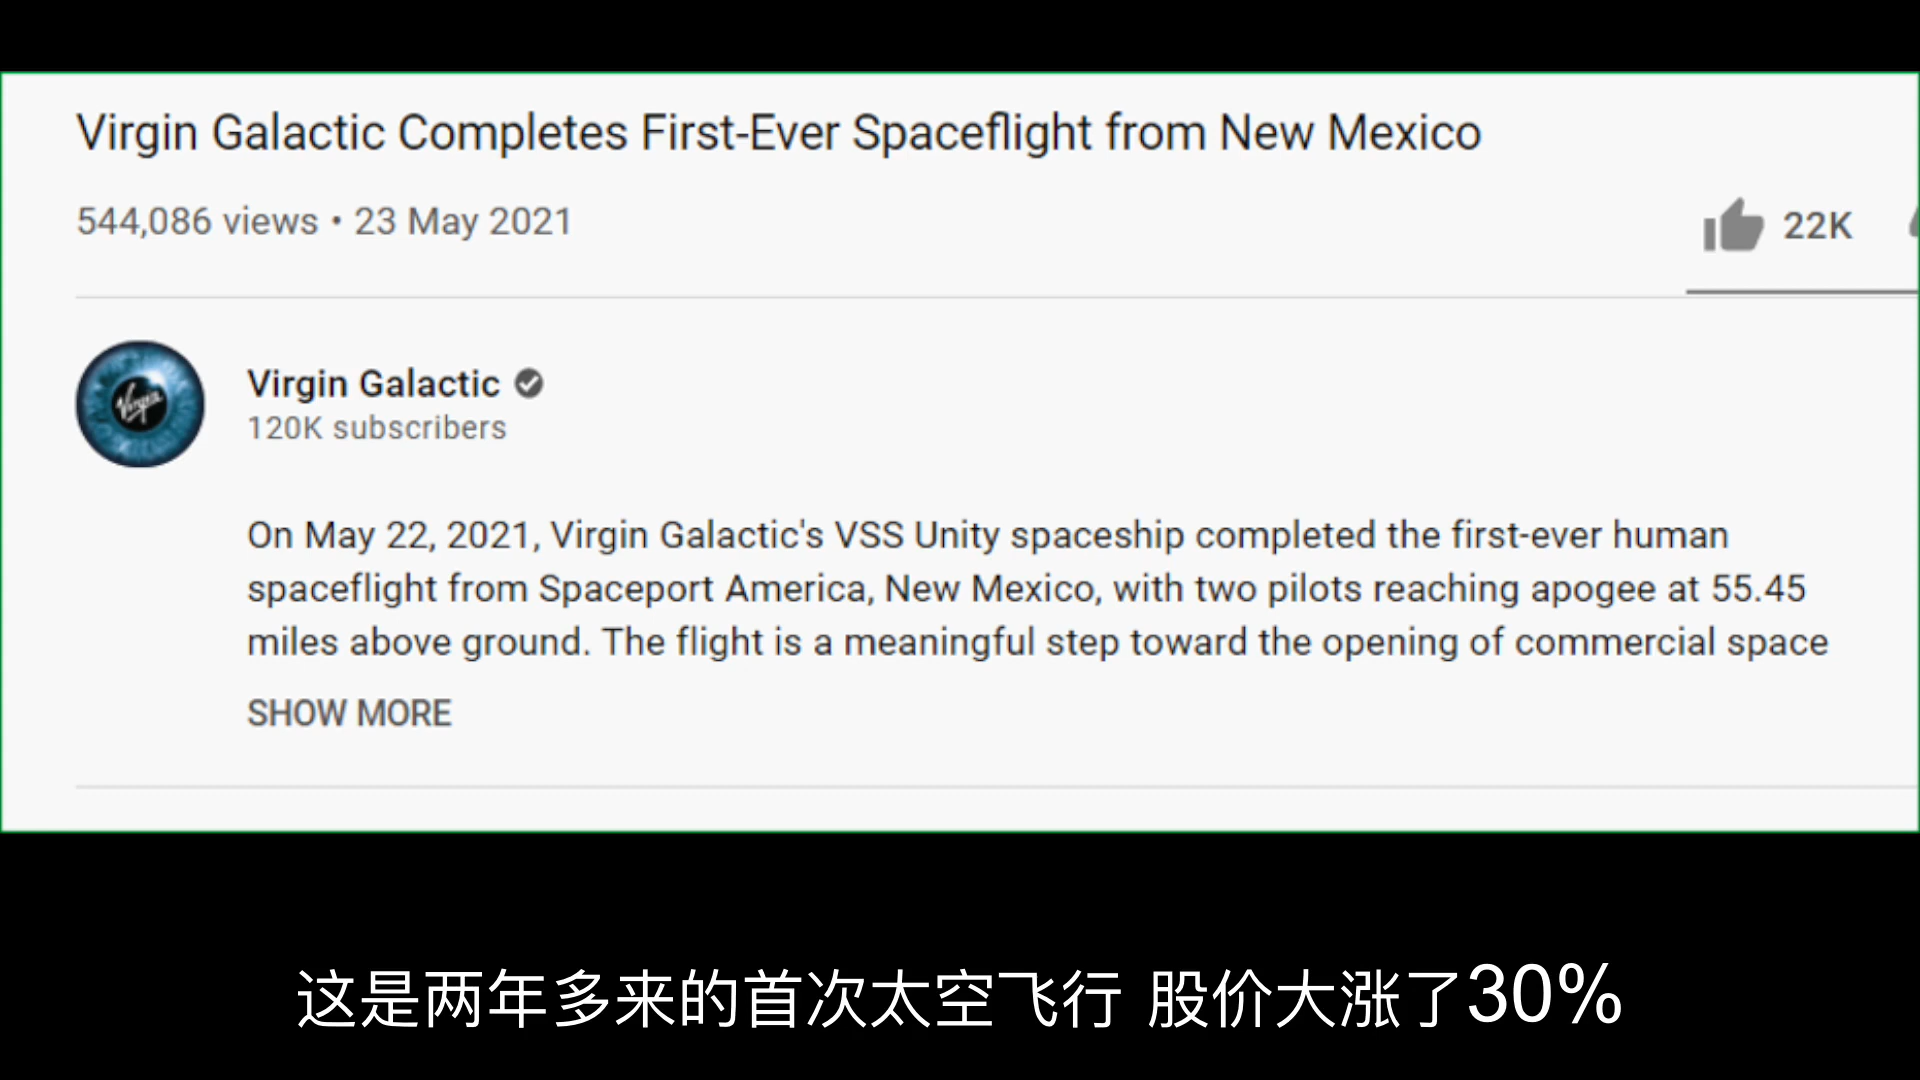 Virgin Galactic Completes First-Ever Spaceflight from New Mexico
544,086 views • 23 May 2021
22K
Virgin
Virgin Galactic
120K subscribers
On May 22, 2021, Virgin Galactic's VSS Unity spaceship completed the first-ever human
spaceflight from Spaceport America, New Mexico, with two pilots reaching apogee at 55.45
miles above ground. The flight is a meaningful step toward the opening of commercial space
SHOW MORE
这是两年多来的首次太空飞行 股价大涨了30%